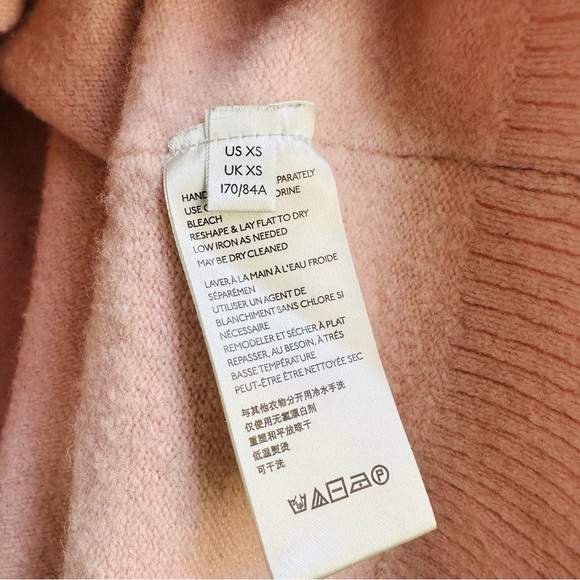 US XS
UK XS
170/84A
HAND PARATELY
USE ORINE
BLEACH
RESHAPE & LAY FLAT TO DRY
LOW IRON AS NEEDED
MAY BE DRY CLEANED
LAVER À LA MAIN À L'EAU FROIDE
SÉPARÉMEN
UTILISER UN AGENT DE
BLANCHIMENT SANS CHLORE SI
NÉCESSAIRE
REMODELER ET SÉCHER À PLAT
REPASSER, AU BESOIN, À TRÉS
BASSE TEMPÉRATURE
PEUT-ÊTRE ÊTRE NETTOYÉE SEC
与其他衣物分开用冷水手洗
仅使用无氯漂白剂
重塑和平放晾干
低温熨烫
可干洗
P